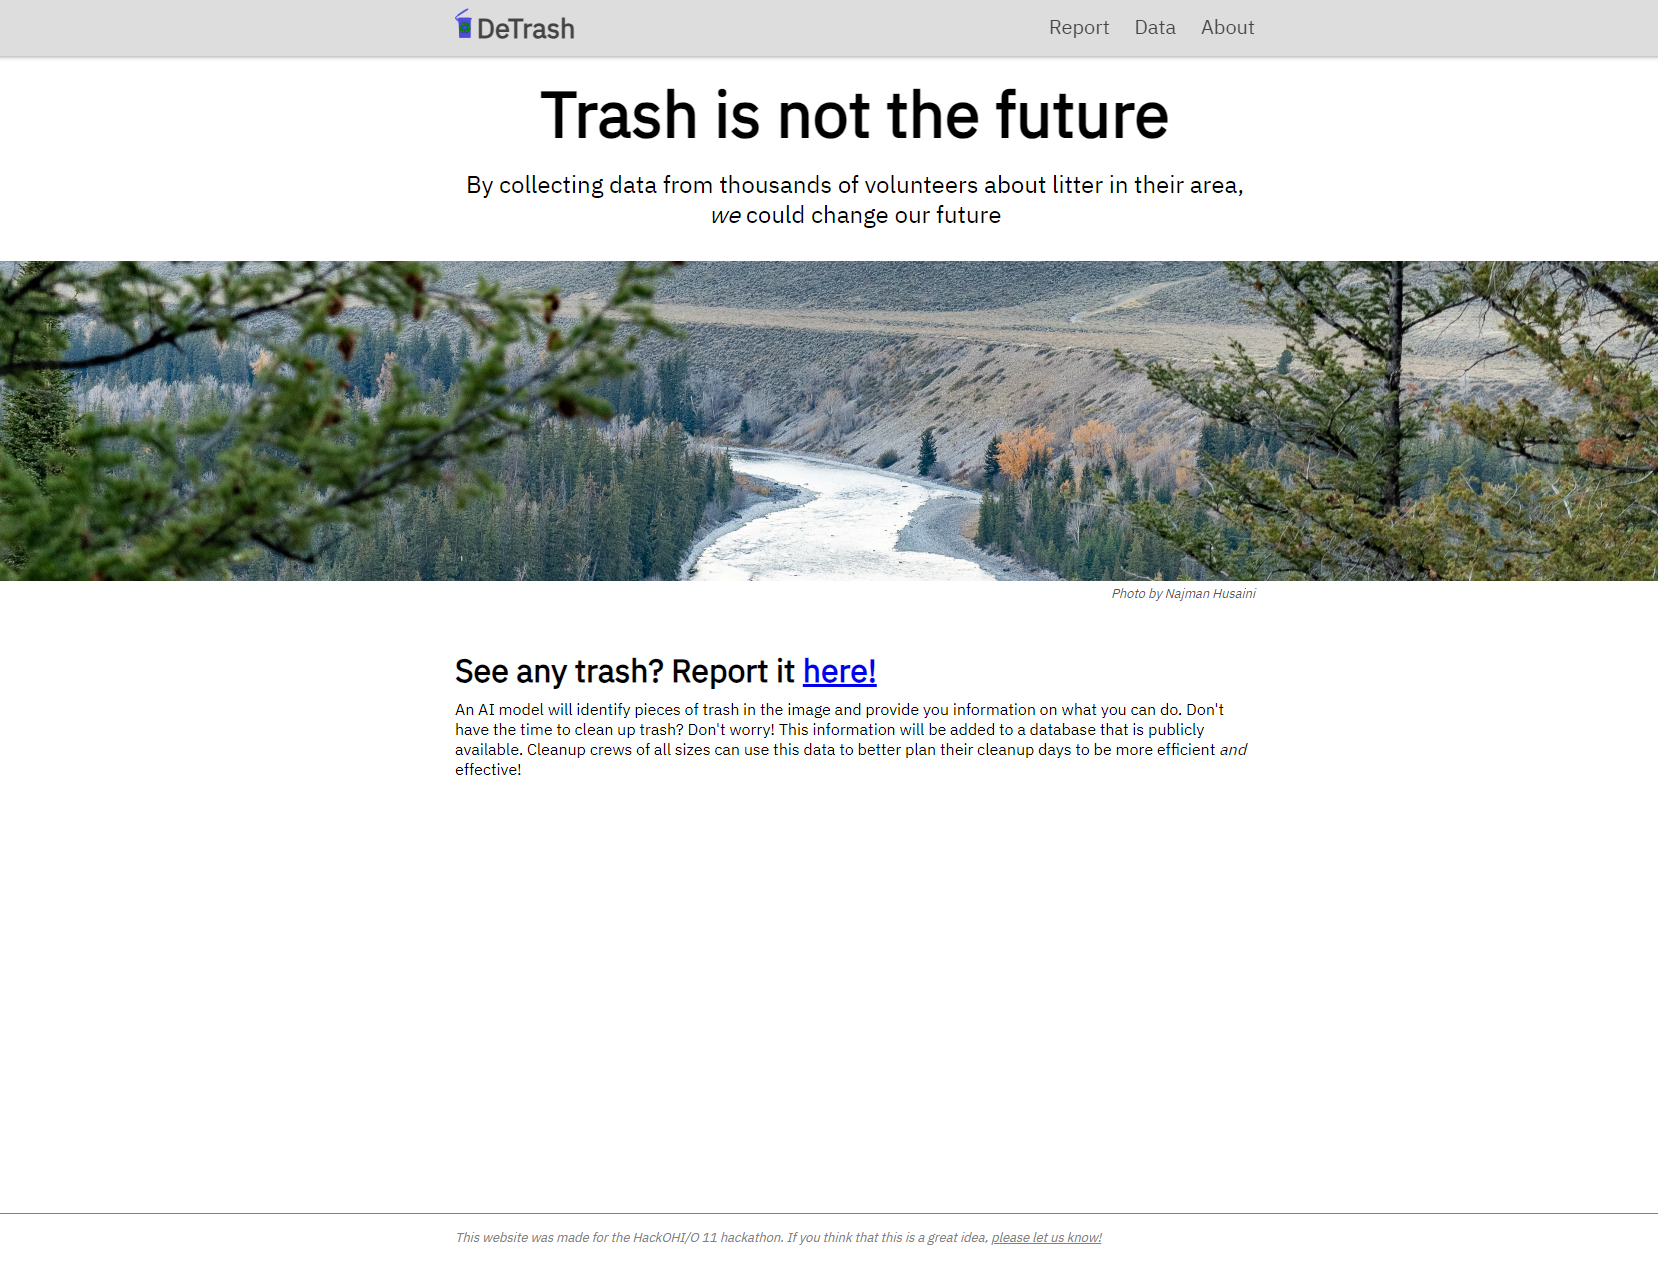 DeTrash
Report Data About
Trash is not the future
By collecting data from thousands of volunteers about litter in their area,
we could change our future
Photo by Najman Husaini
See any trash? Report it here!
An AI model will identify pieces of trash in the image and provide you information on what you can do. Don't
have the time to clean up trash? Don't worry! This information will be added to a database that is publicly
available. Cleanup crews of all sizes can use this data to better plan their cleanup days to be more efficient and
effective!
This website was made for the HackOHI/O 11 hackathon. If you think that this is a great idea, please let us know!